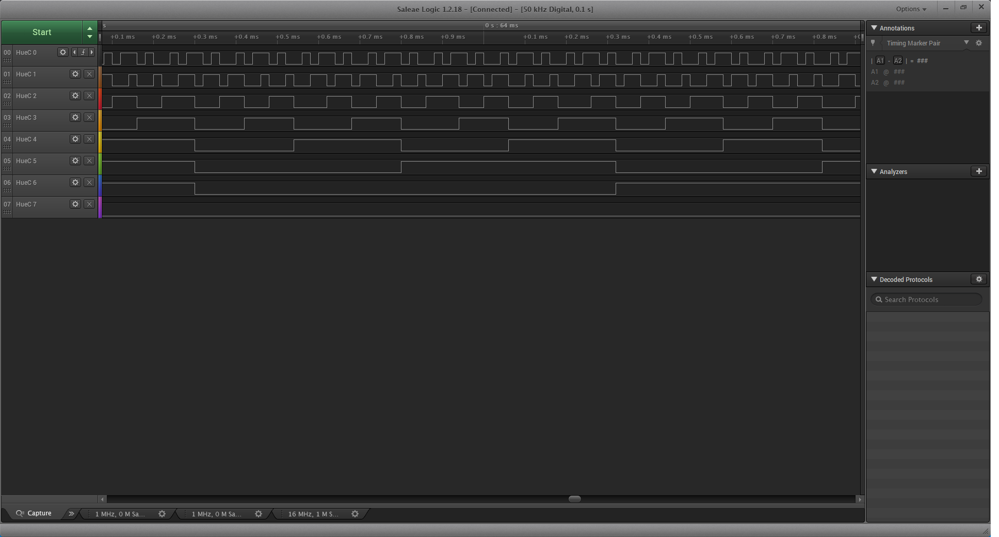 Saleae Logic 1.2.18 - [Connected] - [50 kHz Digital, 0.1 s]
Options
Start
s
0 s : 64 ms
+0.1 ms +0.2 ms +0.3 ms +0.4 ms +0.5 ms +0.6 ms +0.7 ms +0.8 ms +0.9 ms +0.1 ms +0.2 ms +0.3 ms +0.4 ms +0.5 ms +0.6 ms +0.7 ms +0.8 ms
00 HueC 0
01 HueC 1
02 HueC 2
03 HueC 3
04 HueC 4
05 HueC 5
06 HueC 6
07 HueC 7
Annotations
Timing Marker Pair
| A1 - A2 | = ###
A1 @ ###
A2 @ ###
Analyzers
Decoded Protocols
Search Protocols
Capture
1 MHz, 0 M Sa...
1 MHz, 0 M Sa...
16 MHz, 1 M S...